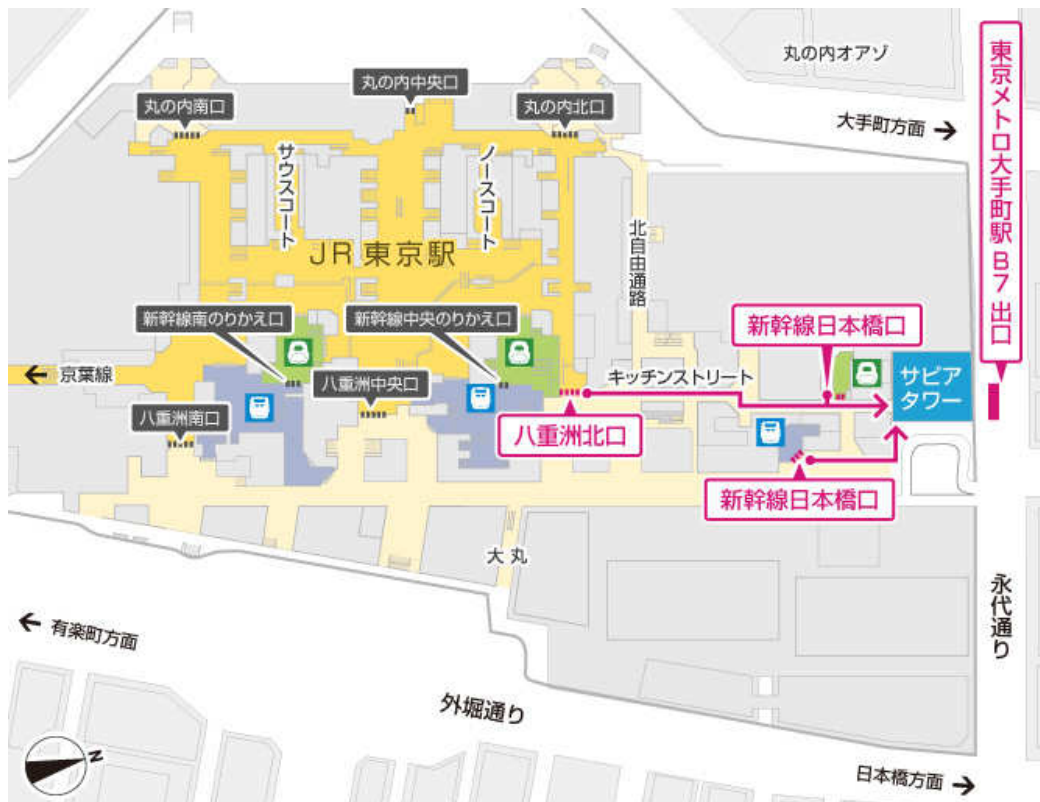 丸の内オアゾ
丸の内中央口
丸の内南口
丸の内北口
大手町方面
東京メトロ大手町駅 B7 出口
サウスコート
ノースコート
北自由通路
JR 東京駅
新幹線南のりかえ口
新幹線中央のりかえ口
新幹線日本橋口
京葉線
八重洲中央口
キッチンストリート
サピア
タワー
八重洲南口
八重洲北口
新幹線日本橋口
大丸
永代通り
有楽町方面
外堀通り
N
日本橋方面